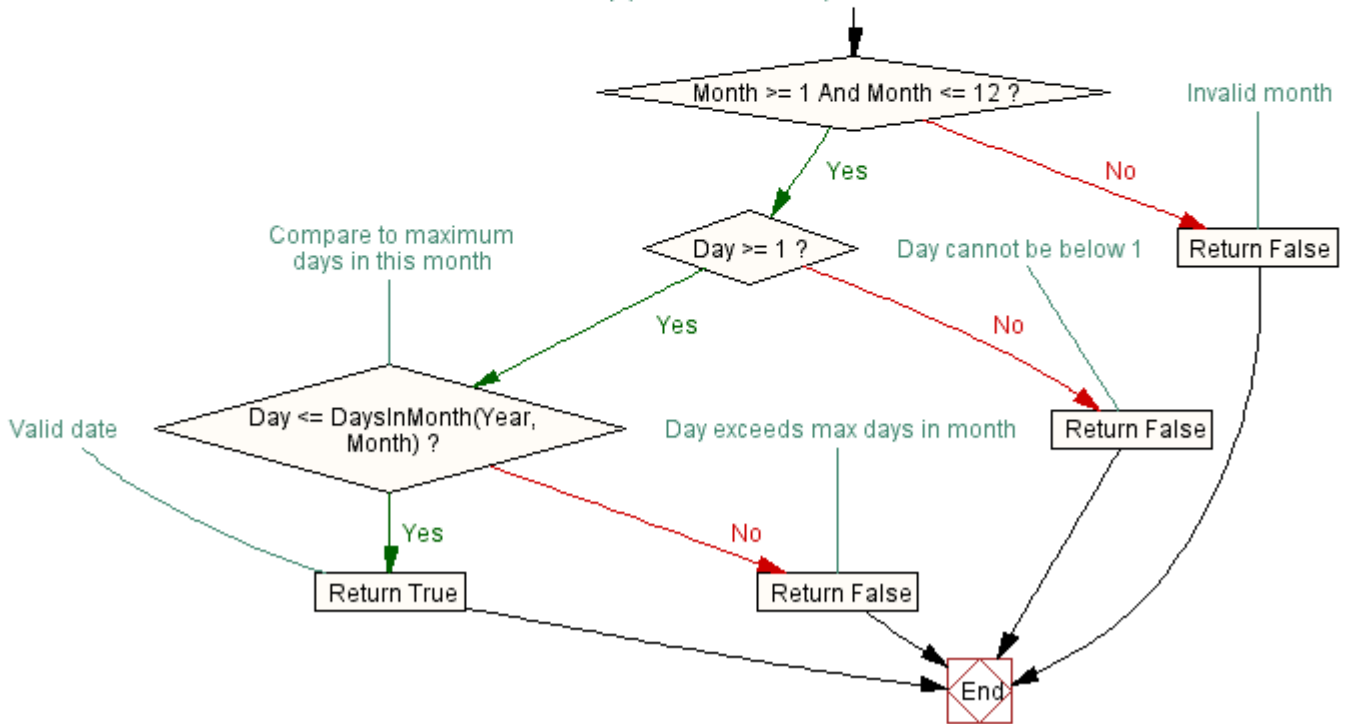 Month >= 1 And Month <= 12 ?
Invalid month
Yes
No
Compare to maximum
days in this month
Day >= 1 ?
Day cannot be below 1
Return False
Yes
No
Valid date
Day <= DaysInMonth(Year,
Month) ?
Day exceeds max days in month
Return False
Yes
No
Return True
Return False
End